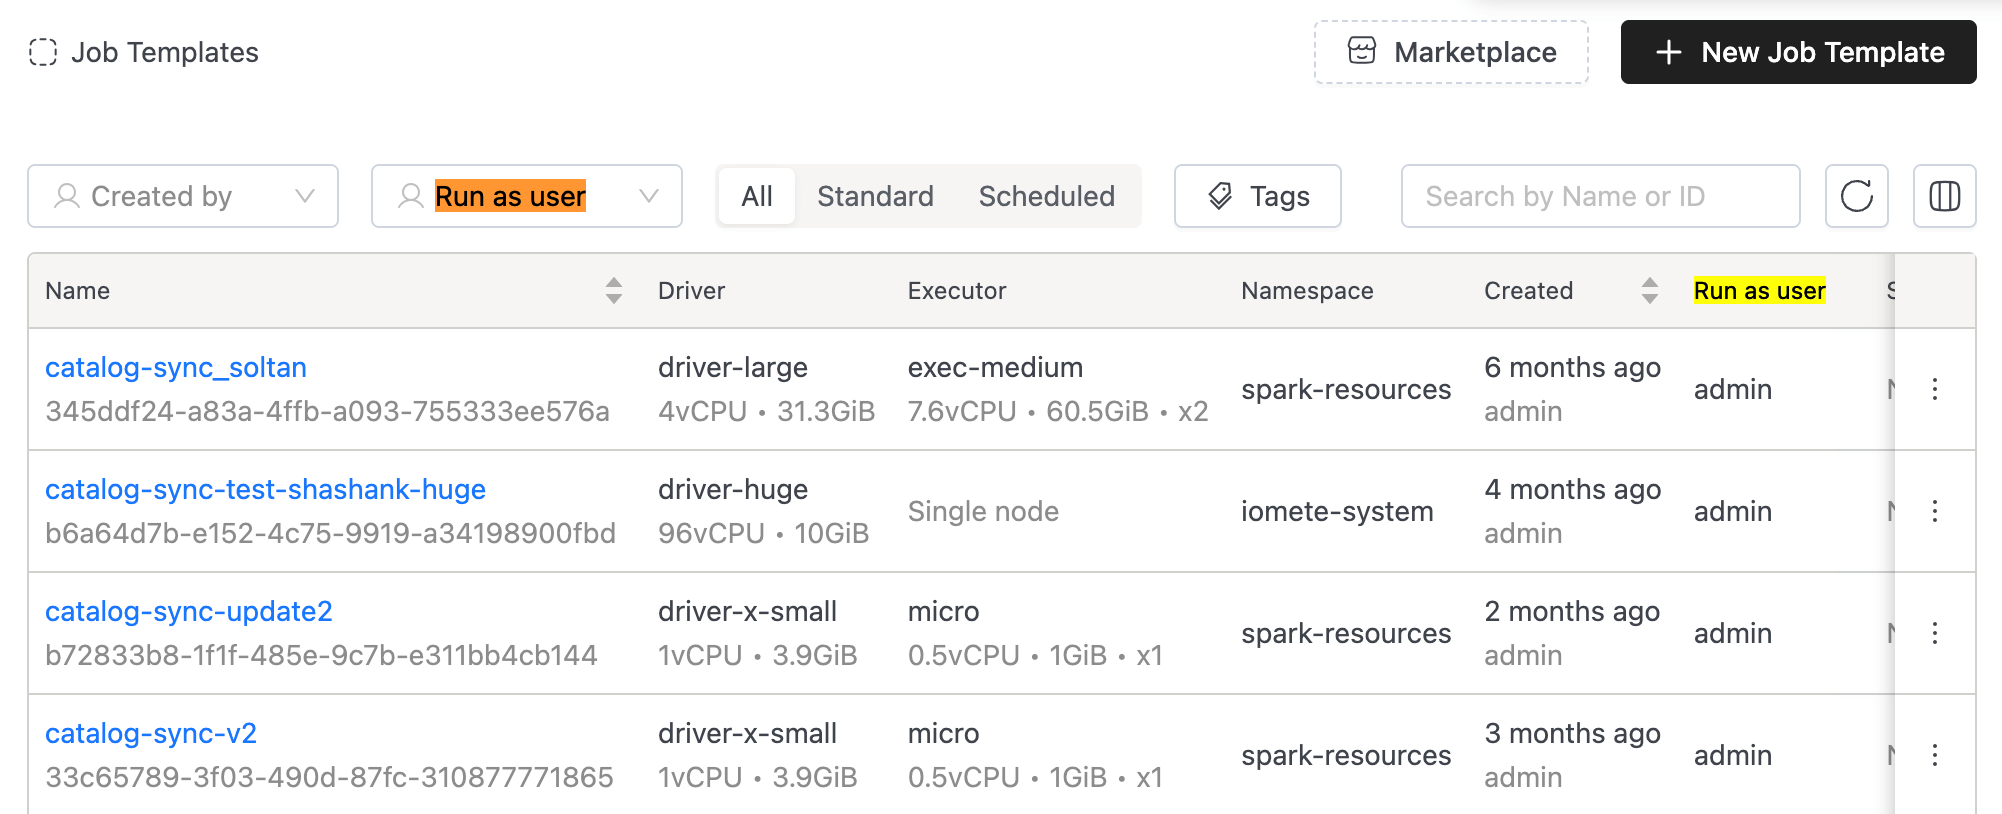 Job Templates
Marketplace
New Job Template
Created by
Run as user
All
Standard
Scheduled
Tags
Search by Name or ID
Name
Driver
Executor
Namespace
Created
Run as user
catalog-sync_soltan
345ddf24-a83a-4ffb-a093-755333ee576a
driver-large
4vCPU • 31.3GiB
exec-medium
7.6vCPU • 60.5GiB • x2
spark-resources
6 months ago
admin
admin
catalog-sync-test-shashank-huge
b6a64d7b-e152-4c75-9919-a34198900fbd
driver-huge
96vCPU • 10GiB
Single node
iomete-system
4 months ago
admin
admin
catalog-sync-update2
b72833b8-1f1f-485e-9c7b-e311bb4cb144
driver-x-small
1vCPU • 3.9GiB
micro
0.5vCPU • 1GiB • x1
spark-resources
2 months ago
admin
admin
catalog-sync-v2
33c65789-3f03-490d-87fc-310877771865
driver-x-small
1vCPU • 3.9GiB
micro
0.5vCPU • 1GiB • x1
spark-resources
3 months ago
admin
admin